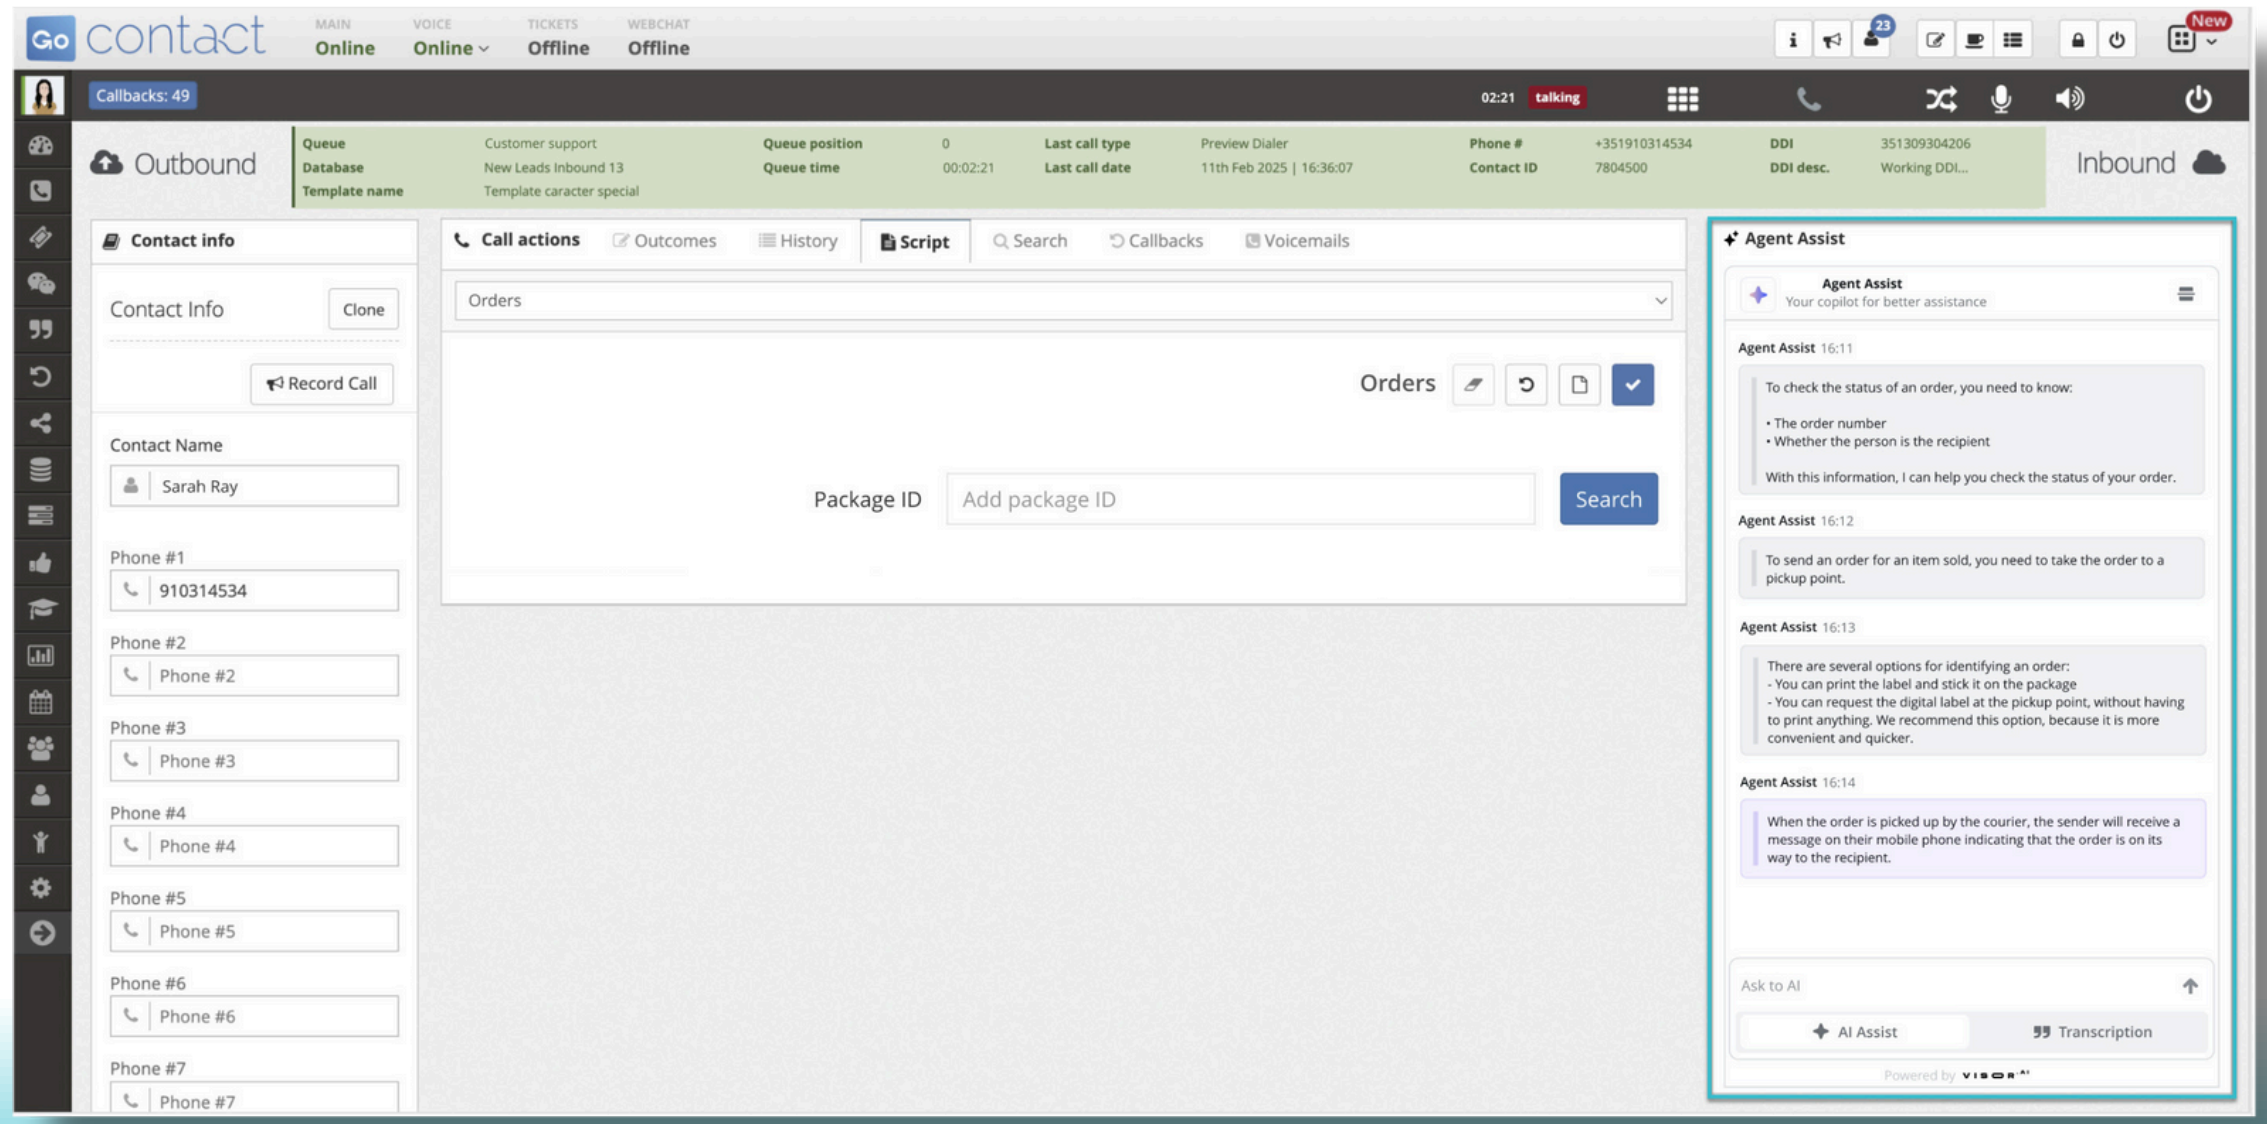 Go contact
MAIN
Online
VOICE
Online
TICKETS
Offline
WEBCHAT
Offline
23
New
Callbacks: 49
02:21 talking
Outbound
Queue Customer support Queue position 0 Last call type Preview Dialer Phone # +351910314534 DDI 351309304206
Database New Leads Inbound 13 Queue time 00:02:21 Last call date 11th Feb 2025 | 16:36:07 Contact ID 7804500 DDI desc. Working DDI...
Template name Template caracter special
Inbound
Contact info
Contact Info Clone
Record Call
Contact Name
Sarah Ray
Phone #1
910314534
Phone #2
Phone #2
Phone #3
Phone #3
Phone #4
Phone #4
Phone #5
Phone #5
Phone #6
Phone #6
Phone #7
Phone #7
Call actions Outcomes History Script Search Callbacks Voicemails
Orders
Orders
Package ID Add package ID Search
Agent Assist
Agent Assist
Your copilot for better assistance
Agent Assist 16:11
To check the status of an order, you need to know:
• The order number
• Whether the person is the recipient
With this information, I can help you check the status of your order.
Agent Assist 16:12
To send an order for an item sold, you need to take the order to a
pickup point.
Agent Assist 16:13
There are several options for identifying an order:
- You can print the label and stick it on the package
- You can request the digital label at the pickup point, without having
to print anything. We recommend this option, because it is more
convenient and quicker.
Agent Assist 16:14
When the order is picked up by the courier, the sender will receive a
message on their mobile phone indicating that the order is on its
way to the recipient.
Ask to AI
AI Assist Transcription
Powered by VISOR.AI